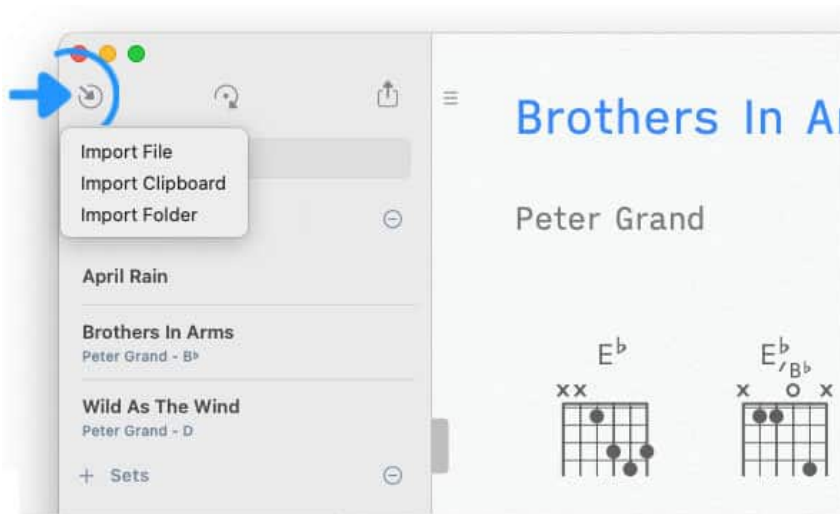 Import File
Import Clipboard
Import Folder
April Rain
Brothers In Arms
Peter Grand - B♭
Wild As The Wind
Peter Grand - D
+ Sets
Brothers In A
Peter Grand
E♭
E♭/B♭
x x
x o x